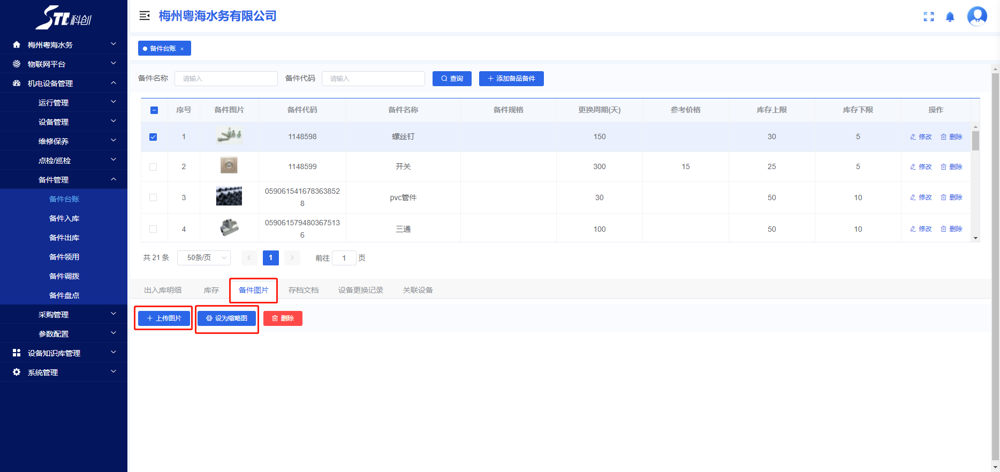 STC科创
梅州粤海水务
物联网平台
机电设备管理
运行管理
设备管理
维修保养
点检/巡检
备件管理
备件台账
备件入库
备件出库
备件领用
备件调拨
备件盘点
采购管理
参数配置
设备知识库管理
系统管理
梅州粤海水务有限公司
备件台账 ×
备件名称 请输入 备件代码 请输入 查询 添加备品备件
序号 备件图片 备件代码 备件名称 备件规格 更换周期(天) 参考价格 库存上限 库存下限 操作
1 1148598 螺丝钉 150 30 5 修改 删除
2 1148599 开关 300 15 25 5 修改 删除
3 059061541678363852
8 pvc管件 30 50 10 修改 删除
4 059061579480367513
6 三通 100 50 10 修改 删除
共 21 条 50条/页 1 前往 1 页
出入库明细 库存 备件图片 存档文档 设备更换记录 关联设备
上传图片 设为缩略图 删除